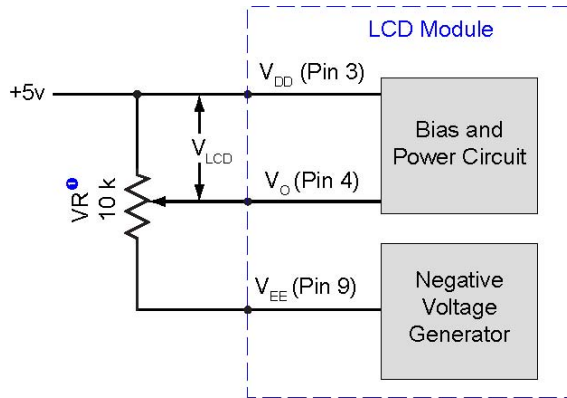 LCD Module
+5v
VDD (Pin 3)
VLCD
Bias and
Power Circuit
VO (Pin 4)
VR 1
10 k
VEE (Pin 9)
Negative
Voltage
Generator